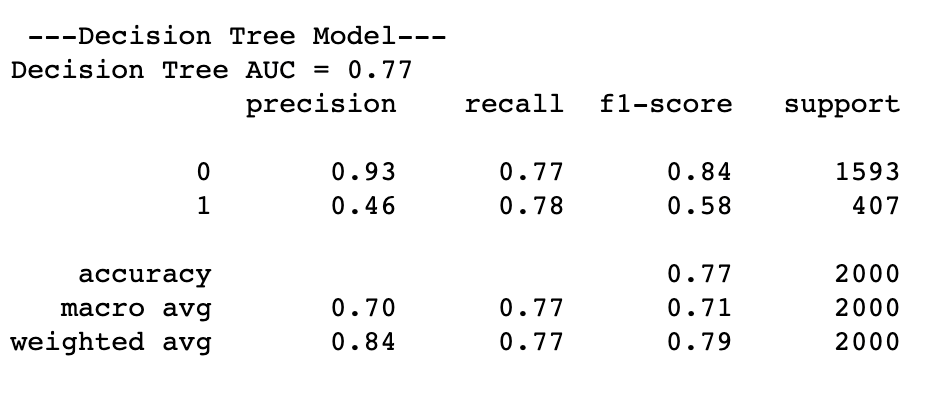 ---Decision Tree Model---
Decision Tree AUC = 0.77
precision recall f1-score support
0 0.93 0.77 0.84 1593
1 0.46 0.78 0.58 407
accuracy 0.77 2000
macro avg 0.70 0.77 0.71 2000
weighted avg 0.84 0.77 0.79 2000